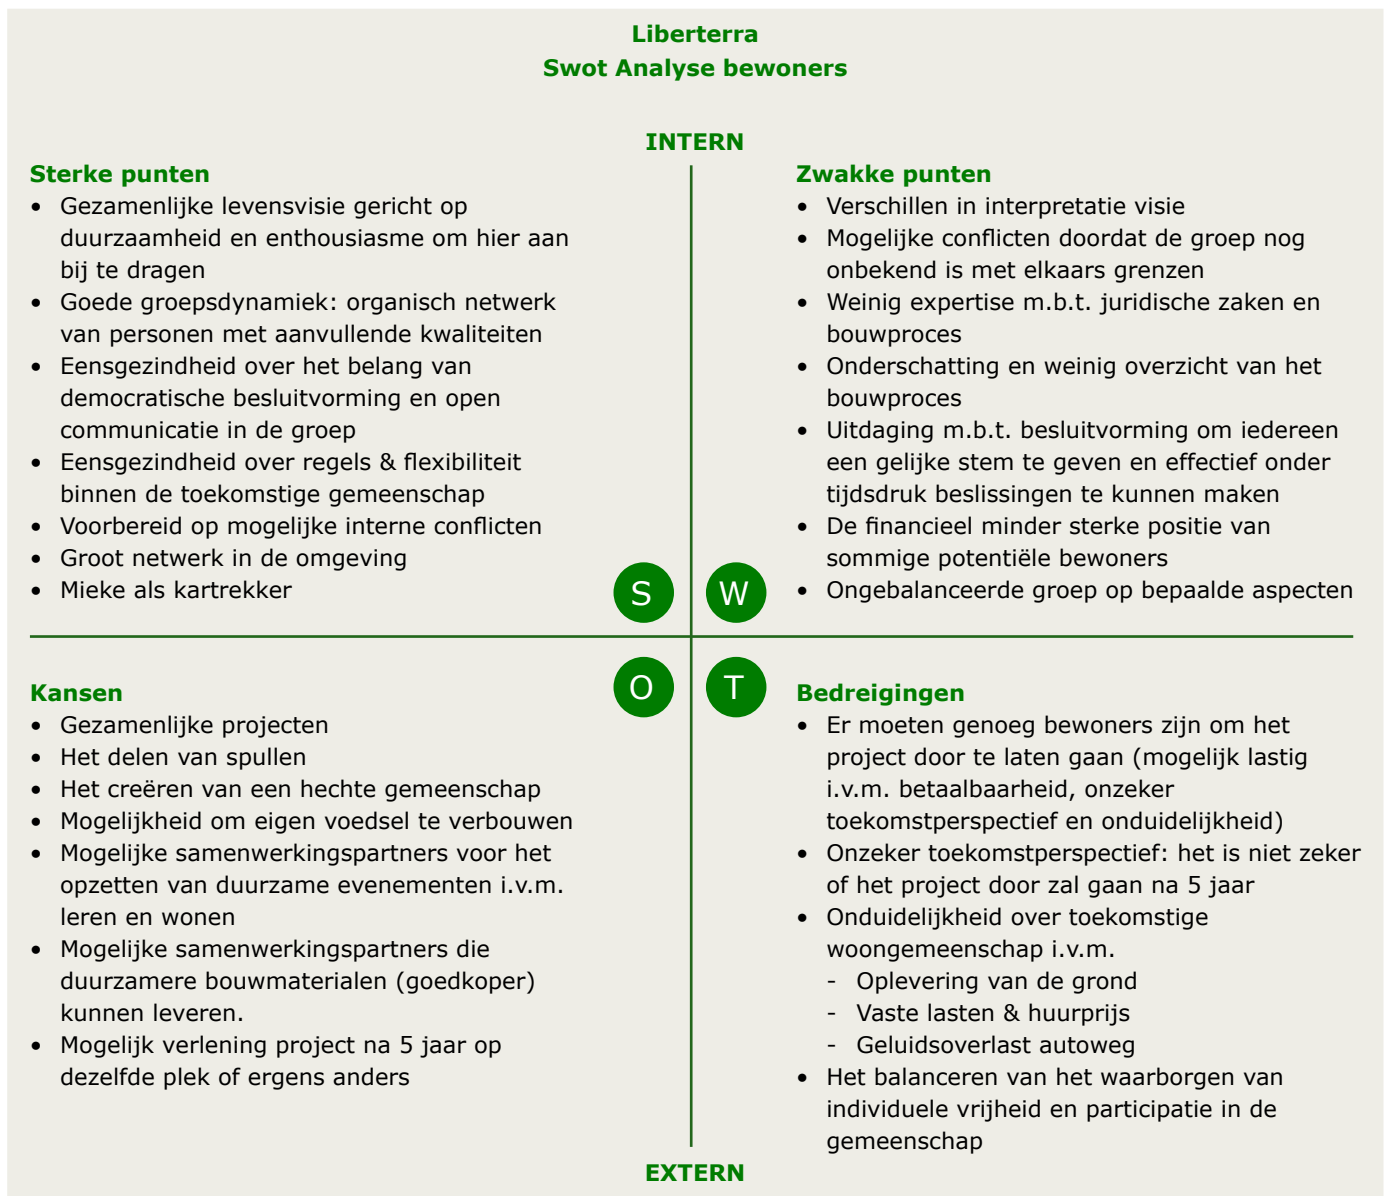 Liberterra
Swot Analyse bewoners
INTERN
Sterke punten
• Gezamenlijke levensvisie gericht op
duurzaamheid en enthousiasme om hier aan
bij te dragen
• Goede groepsdynamiek: organisch netwerk
van personen met aanvullende kwaliteiten
• Eensgezindheid over het belang van
democratische besluitvorming en open
communicatie in de groep
• Eensgezindheid over regels & flexibiliteit
binnen de toekomstige gemeenschap
• Voorbereid op mogelijke interne conflicten
• Groot netwerk in de omgeving
• Mieke als kartrekker
S
Zwakke punten
• Verschillen in interpretatie visie
• Mogelijke conflicten doordat de groep nog
onbekend is met elkaars grenzen
• Weinig expertise m.b.t. juridische zaken en
bouwproces
• Onderschatting en weinig overzicht van het
bouwproces
• Uitdaging m.b.t. besluitvorming om iedereen
een gelijke stem te geven en effectief onder
tijdsdruk beslissingen te kunnen maken
• De financieel minder sterke positie van
sommige potentiële bewoners
• Ongebalanceerde groep op bepaalde aspecten
W
Kansen
• Gezamenlijke projecten
• Het delen van spullen
• Het creëren van een hechte gemeenschap
• Mogelijkheid om eigen voedsel te verbouwen
• Mogelijke samenwerkingspartners voor het
opzetten van duurzame evenementen i.v.m.
leren en wonen
• Mogelijke samenwerkingspartners die
duurzamere bouwmaterialen (goedkoper)
kunnen leveren.
• Mogelijk verlening project na 5 jaar op
dezelfde plek of ergens anders
O
Bedreigingen
• Er moeten genoeg bewoners zijn om het
project door te laten gaan (mogelijk lastig
i.v.m. betaalbaarheid, onzeker
toekomstperspectief en onduidelijkheid)
• Onzeker toekomstperspectief: het is niet zeker
of het project door zal gaan na 5 jaar
• Onduidelijkheid over toekomstige
woongemeenschap i.v.m.
- Oplevering van de grond
- Vaste lasten & huurprijs
- Geluidsoverlast autoweg
• Het balanceren van het waarborgen van
individuele vrijheid en participatie in de
gemeenschap
T
EXTERN